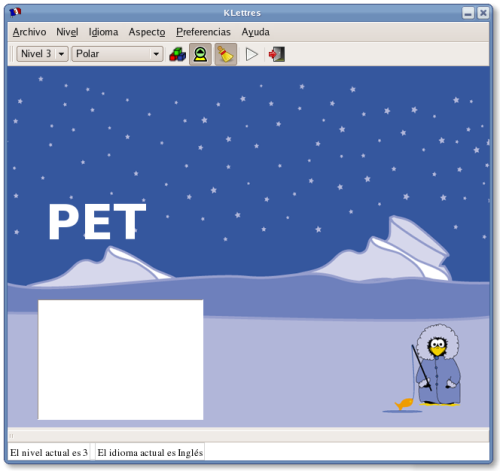 KLettres
Archivo Nivel Idioma Aspecto Preferencias Ayuda
Nivel 3 Polar
PET
El nivel actual es 3 El idioma actual es Inglés